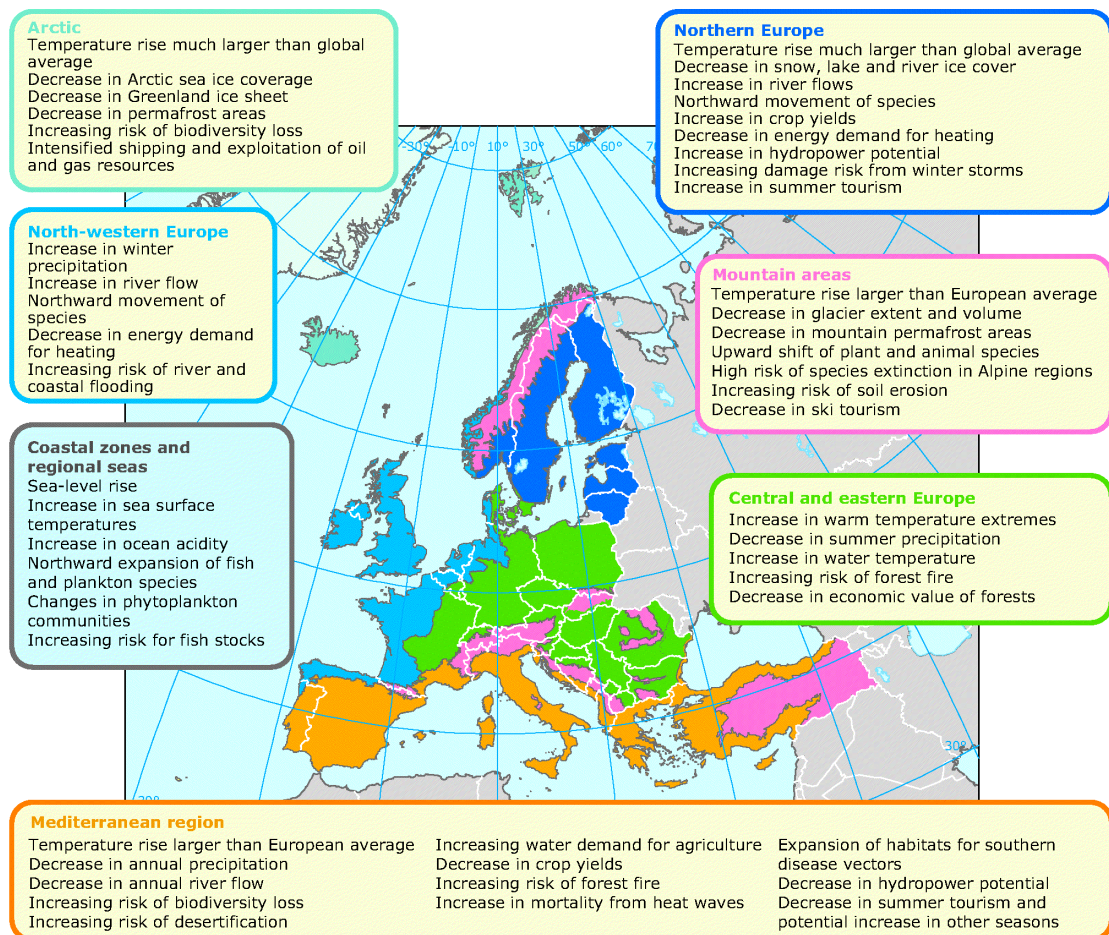 Arctic
Temperature rise much larger than global
average
Decrease in Arctic sea ice coverage
Decrease in Greenland ice sheet
Decrease in permafrost areas
Increasing risk of biodiversity loss
Intensified shipping and exploitation of oil
and gas resources
Northern Europe
Temperature rise much larger than global average
Decrease in snow, lake and river ice cover
Increase in river flows
Northward movement of species
Increase in crop yields
Decrease in energy demand for heating
Increase in hydropower potential
Increasing damage risk from winter storms
Increase in summer tourism
-30° -10° 10° 30° 50° 60°
North-western Europe
Increase in winter
precipitation
Increase in river flow
Northward movement of
species
Decrease in energy demand
for heating
Increasing risk of river and
coastal flooding
Mountain areas
Temperature rise larger than European average
Decrease in glacier extent and volume
Decrease in mountain permafrost areas
Upward shift of plant and animal species
High risk of species extinction in Alpine regions
Increasing risk of soil erosion
Decrease in ski tourism
Coastal zones and
regional seas
Sea-level rise
Increase in sea surface
temperatures
Increase in ocean acidity
Northward expansion of fish
and plankton species
Changes in phytoplankton
communities
Increasing risk for fish stocks
Central and eastern Europe
Increase in warm temperature extremes
Decrease in summer precipitation
Increase in water temperature
Increasing risk of forest fire
Decrease in economic value of forests
30°
Mediterranean region
Temperature rise larger than European average
Decrease in annual precipitation
Decrease in annual river flow
Increasing risk of biodiversity loss
Increasing risk of desertification
Increasing water demand for agriculture
Decrease in crop yields
Increasing risk of forest fire
Increase in mortality from heat waves
Expansion of habitats for southern
disease vectors
Decrease in hydropower potential
Decrease in summer tourism and
potential increase in other seasons